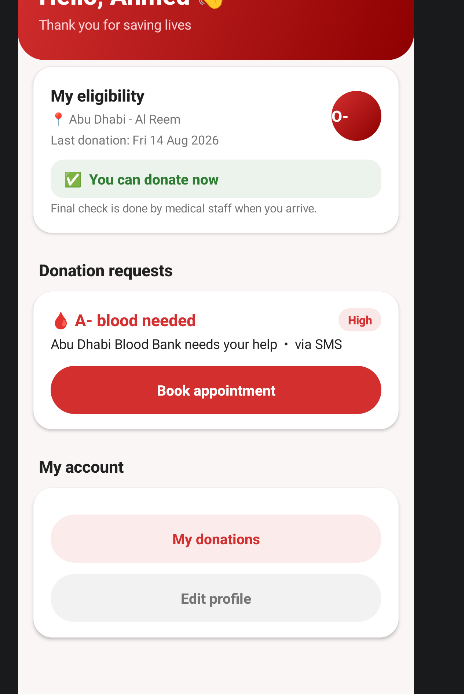 Hello, Ahmed 👋
Thank you for saving lives
My eligibility
📍 Abu Dhabi - Al Reem
O-
Last donation: Fri 14 Aug 2026
✅ You can donate now
Final check is done by medical staff when you arrive.
Donation requests
🩸 A- blood needed
High
Abu Dhabi Blood Bank needs your help • via SMS
Book appointment
My account
My donations
Edit profile